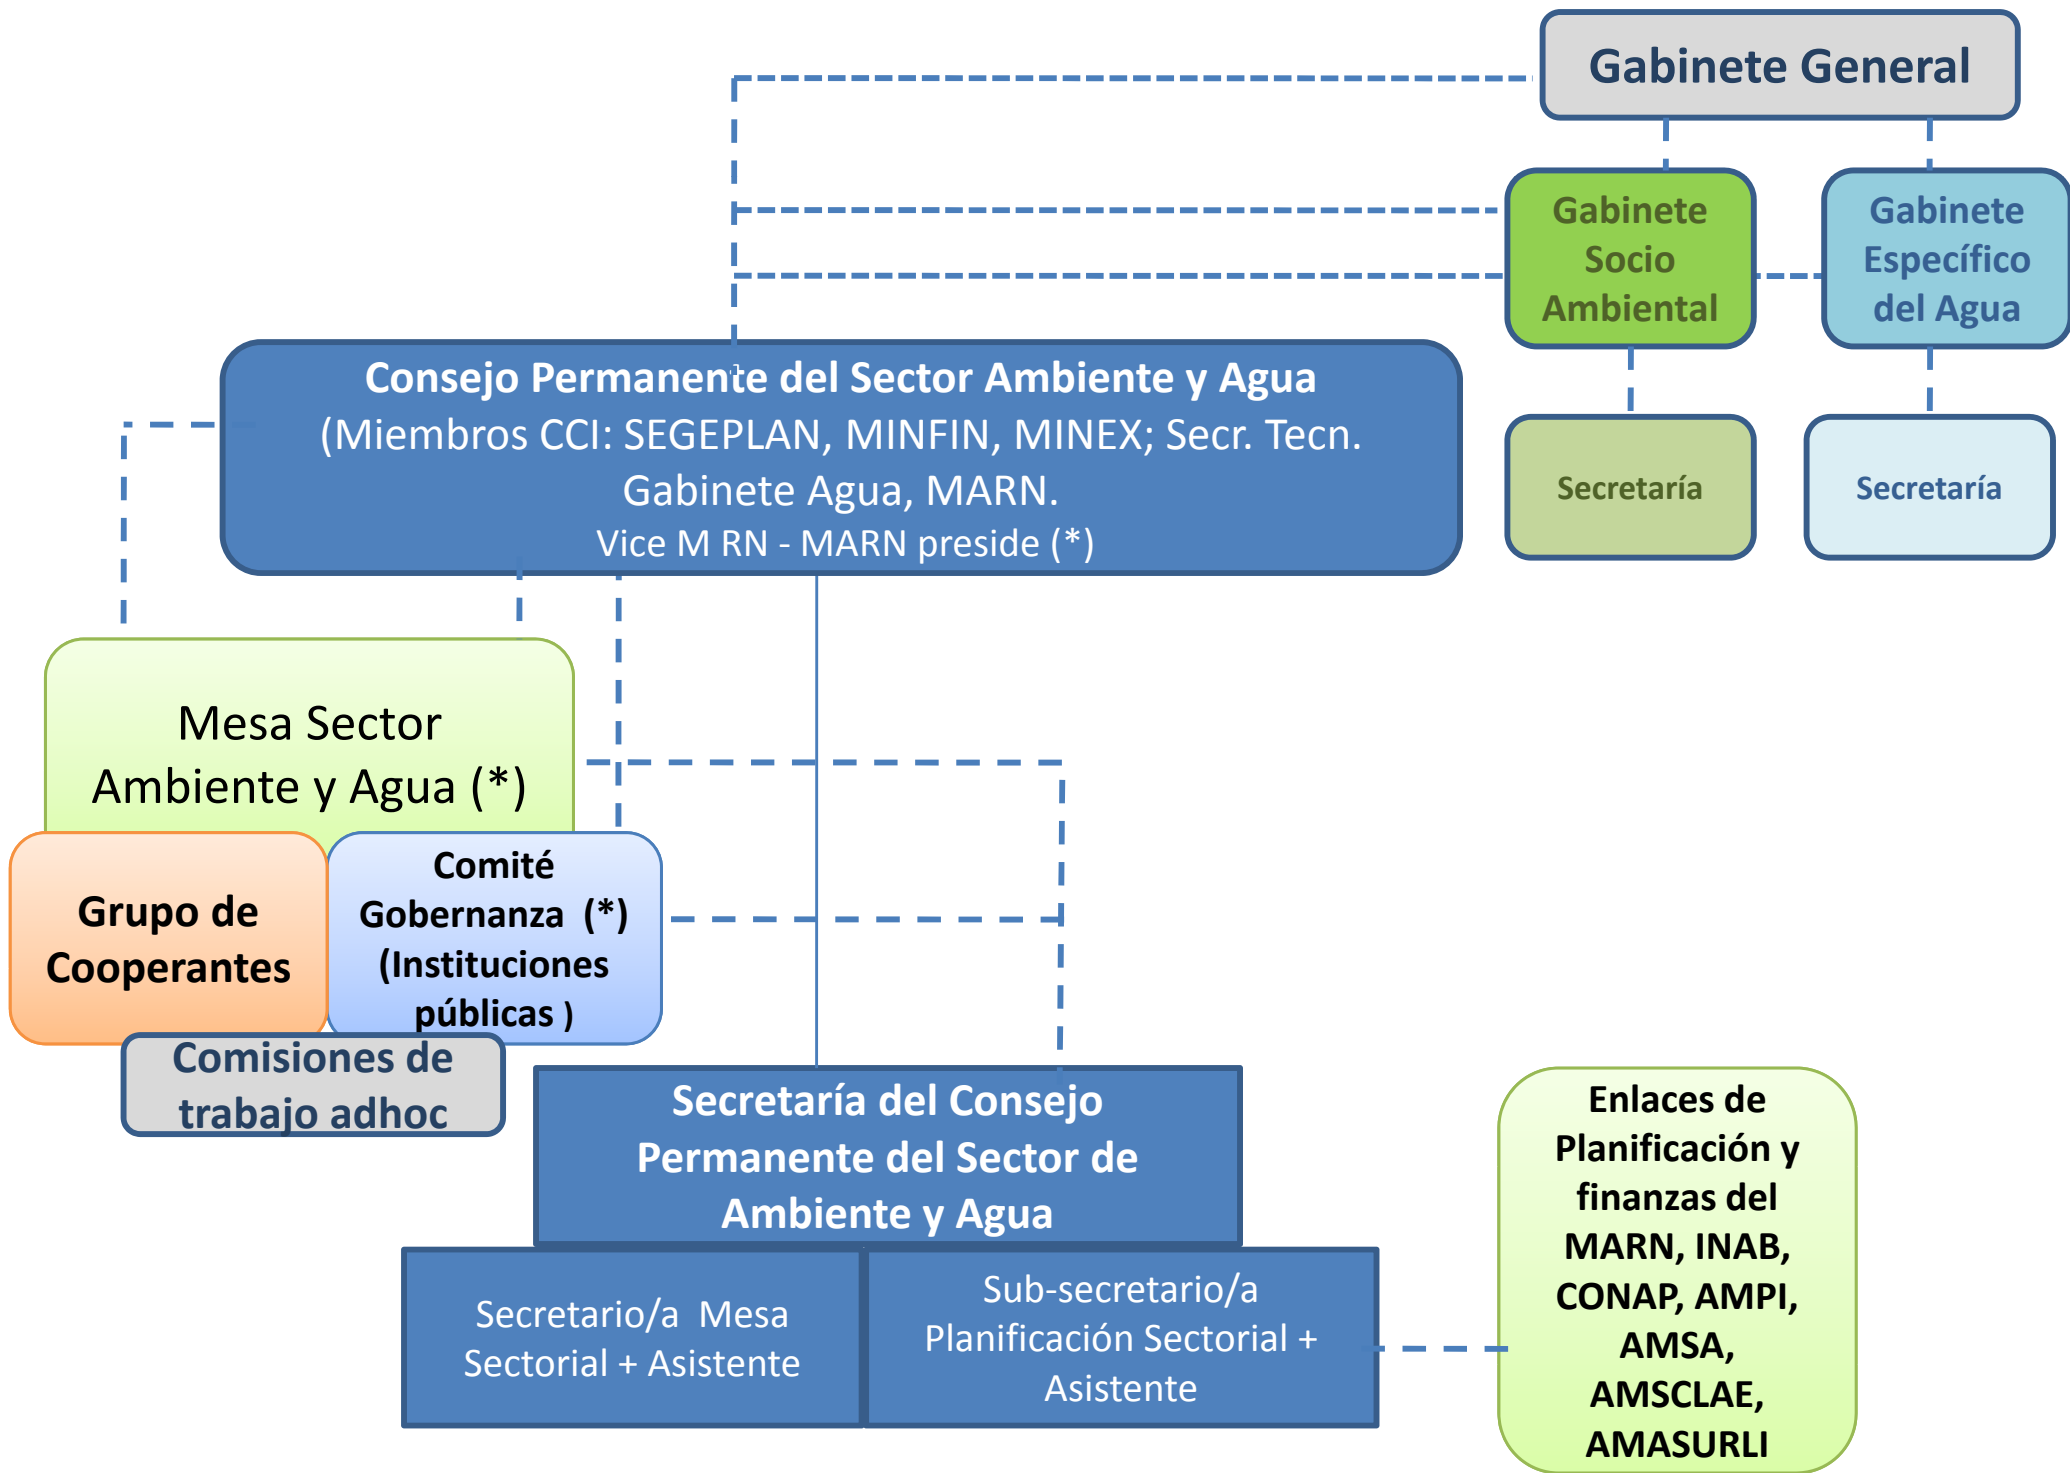 Gabinete General
Gabinete
Socio
Ambiental
Gabinete
Específico
del Agua
Secretaría
Secretaría
Consejo Permanente del Sector Ambiente y Agua
(Miembros CCI: SEGEPLAN, MINFIN, MINEX; Secr. Tecn.
Gabinete Agua, MARN.
Vice M RN - MARN preside (*)
Mesa Sector
Ambiente y Agua (*)
Grupo de
Cooperantes
Comité
Gobernanza (*)
(Instituciones
públicas )
Comisiones de
trabajo adhoc
Secretaría del Consejo
Permanente del Sector de
Ambiente y Agua
Secretario/a Mesa
Sectorial + Asistente
Sub-secretario/a
Planificación Sectorial +
Asistente
Enlaces de
Planificación y
finanzas del
MARN, INAB,
CONAP, AMPI,
AMSA,
AMSCLAE,
AMASURLI